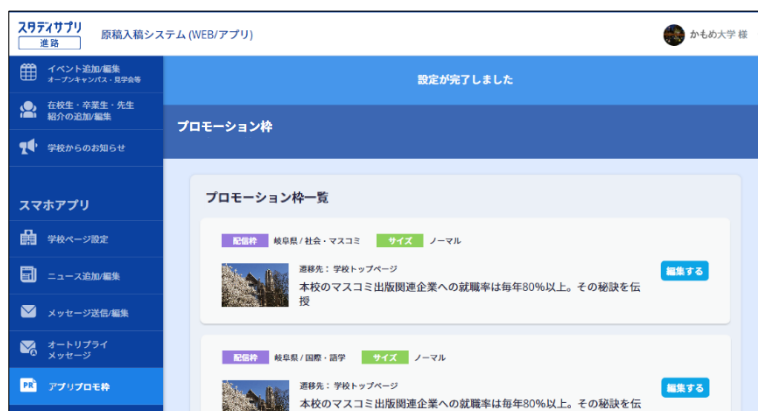 スタディサプリ
進路
原稿入稿システム(WEB/アプリ)
かもめ大学 様
イベント追加/編集
オープンキャンパス・見学会等
在校生・卒業生・先生
紹介の追加/編集
学校からのお知らせ
スマホアプリ
学校ページ設定
ニュース追加/編集
メッセージ送信/編集
オートリプライ
メッセージ
PR アプリプロモ枠
設定が完了しました
プロモーション枠
プロモーション枠一覧
配信枠 岐阜県/社会・マスコミ サイズ ノーマル
遷移先：学校トップページ
本校のマスコミ出版関連企業への就職率は毎年80%以上。その秘訣を伝
授
編集する
配信枠 岐阜県/国際・語学 サイズ ノーマル
遷移先：学校トップページ
本校のマスコミ出版関連企業への就職率は毎年80%以上。その秘訣を伝
編集する